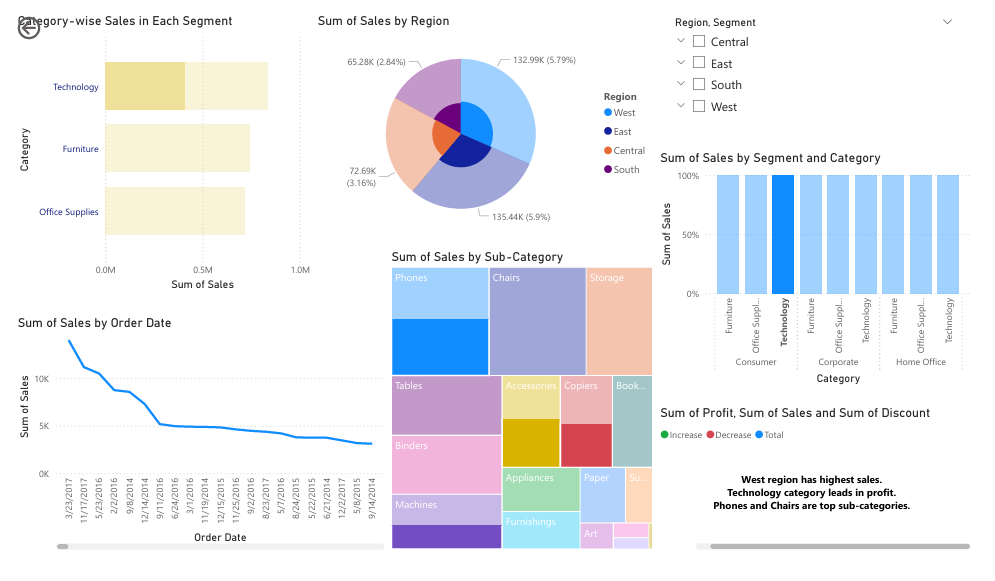 Category-wise Sales in Each Segment
Technology
Furniture
Office Supplies
Category
0.0M 0.5M 1.0M
Sum of Sales
Sum of Sales by Region
65.28K (2.84%)
132.99K (5.79%)
72.69K
(3.16%)
135.44K (5.9%)
Region
West
East
Central
South
Region, Segment
Central
East
South
West
Sum of Sales by Segment and Category
Sum of Sales
100%
50%
0%
Furniture
Office Suppl...
Technology
Furniture
Office Suppl...
Technology
Furniture
Office Suppl...
Technology
Consumer Corporate Home Office
Category
Sum of Sales by Order Date
Sum of Sales
10K
5K
0K
3/23/2017
11/17/2017
5/23/2016
2/2/2016
9/8/2014
12/14/2014
9/11/2016
6/24/2016
3/1/2016
11/19/2014
12/15/2015
11/25/2016
9/2/2016
8/23/2017
5/7/2016
8/24/2015
5/22/2015
6/21/2014
12/2/2017
5/8/2015
9/14/2014
Order Date
Sum of Sales by Sub-Category
Phones
Chairs
Storage
Tables
Accessories
Copiers
Book...
Binders
Machines
Appliances
Paper
Su...
Furnishings
Art
Sum of Profit, Sum of Sales and Sum of Discount
Increase Decrease Total
West region has highest sales.
Technology category leads in profit.
Phones and Chairs are top sub-categories.